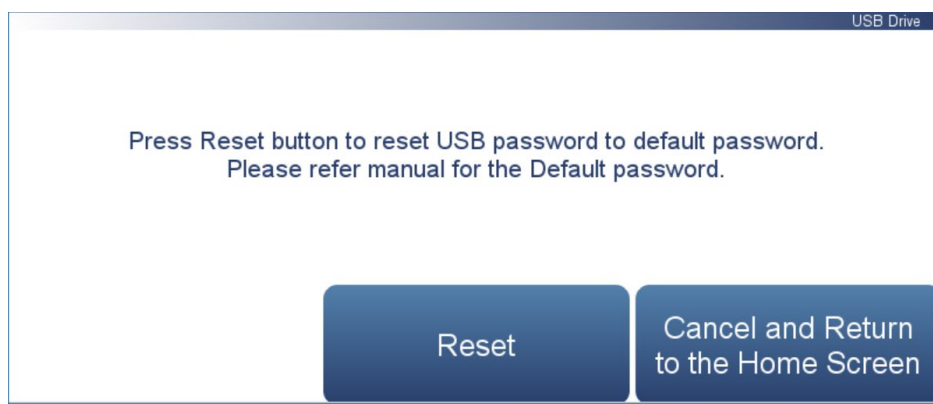 USB Drive
Press Reset button to reset USB password to default password.
Please refer manual for the Default password.
Reset
Cancel and Return
to the Home Screen